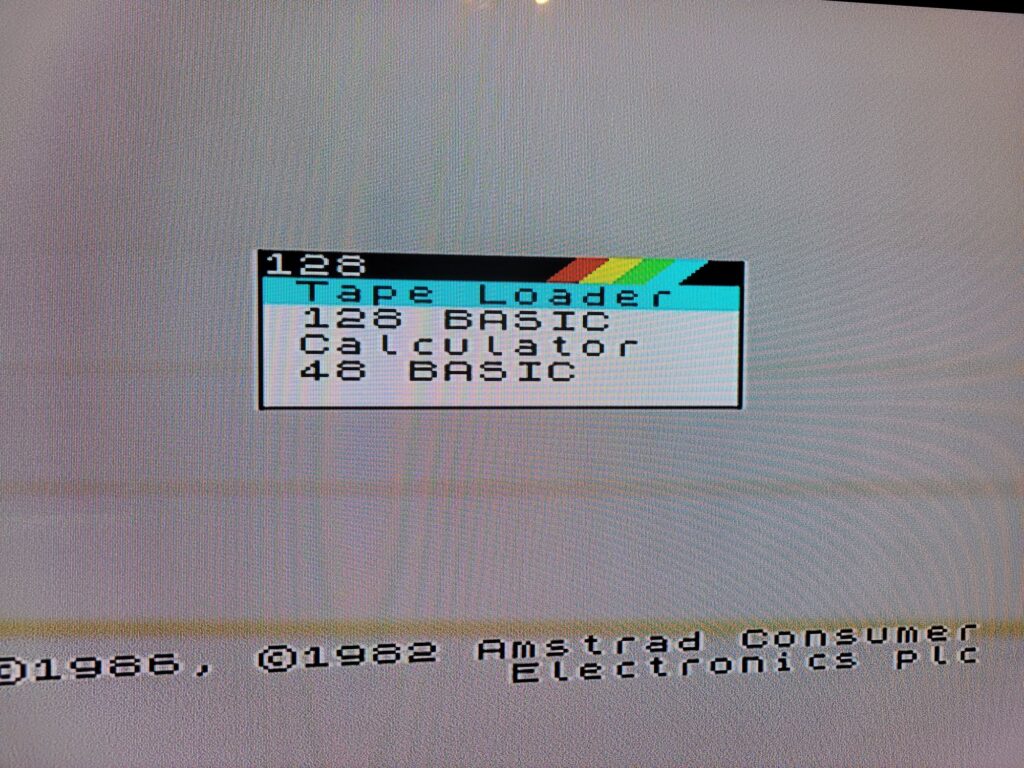 128
Tape Loader
128 BASIC
Calculator
48 BASIC
©1986, ©1982 Amstrad Consumer
Electronics plc